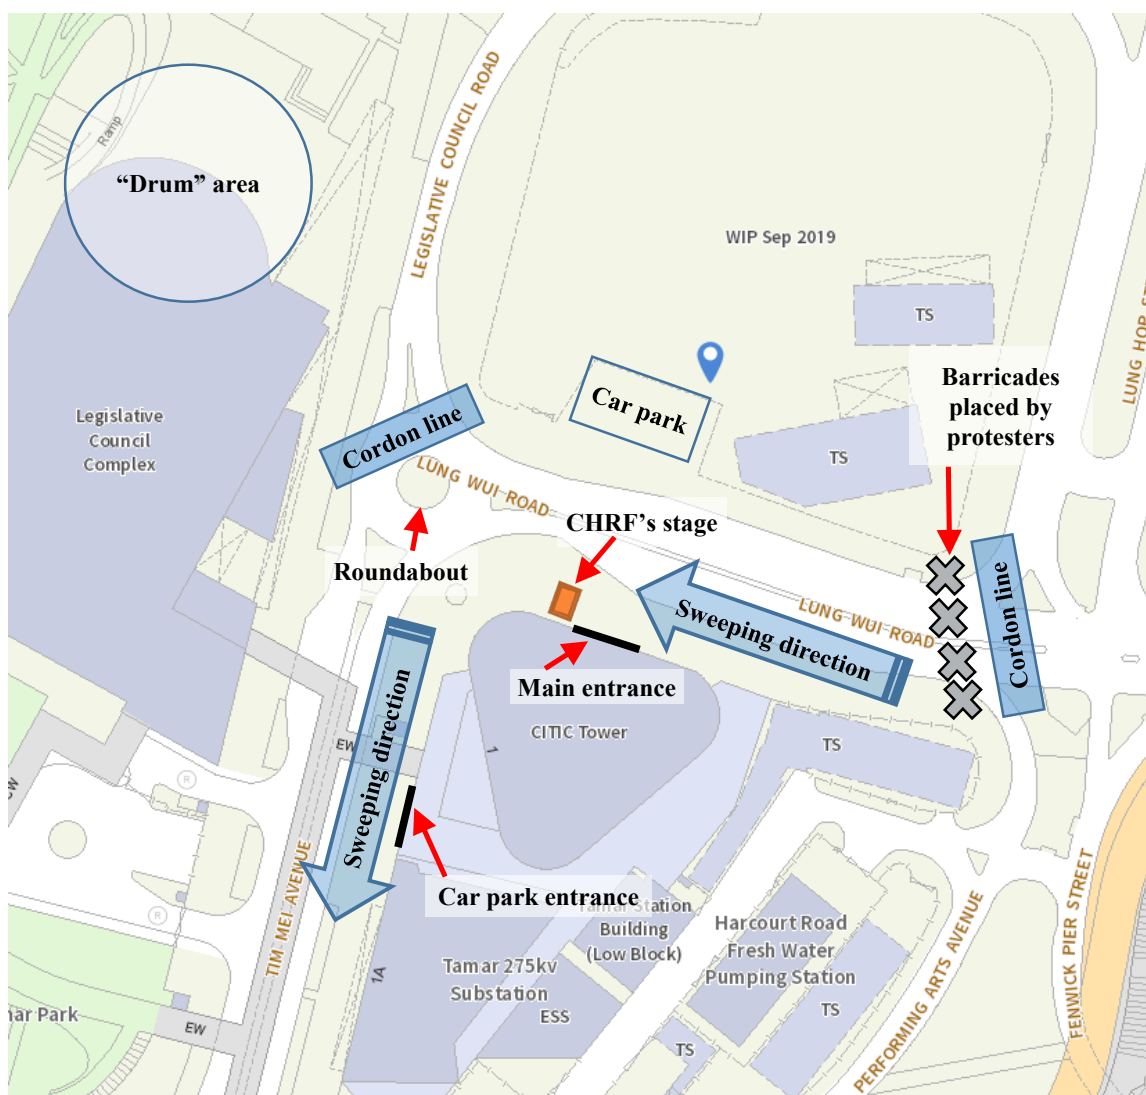 LEGISLATIVE COUNCIL ROAD
Ramp
“Drum” area
WIP Sep 2019
TS
Barricades
placed by
protesters
Car park
Cordon line
LUNG WUI ROAD
Legislative
Council
Complex
TS
CHRF’s stage
Roundabout
Sweeping direction
LUNG WUI ROAD
Cordon line
Main entrance
CITIC Tower
1
TS
EW
Sweeping direction
R
Car park entrance
TIM MEI AVENUE
R
Building
(Low Block)
Harcourt Road
Fresh Water
Pumping Station
Tamar 275kv
Substation
1A
ESS
TS
TS
EW
PERFORMING ARTS AVENUE
FENWICK PIER STREET
Park